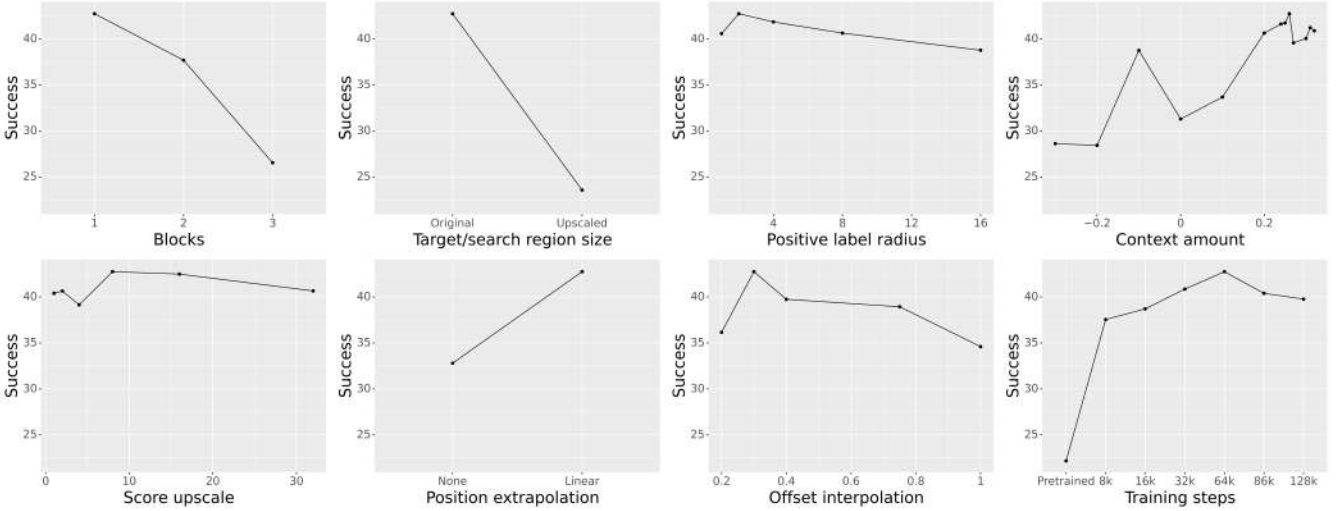 Success
40
35
30
25
1
2
3
Blocks
Success
40
35
30
25
Original
Upscaled
Target/search region size
Success
40
35
30
25
4
8
12
16
Positive label radius
Success
40
35
30
25
−0.2
0
0.2
Context amount
Success
40
35
30
25
0
10
20
30
Score upscale
Success
40
35
30
25
None
Linear
Position extrapolation
Success
40
35
30
25
0.2
0.4
0.6
0.8
1
Offset interpolation
Success
40
35
30
25
Pretrained
8k
16k
32k
64k
86k
128k
Training steps